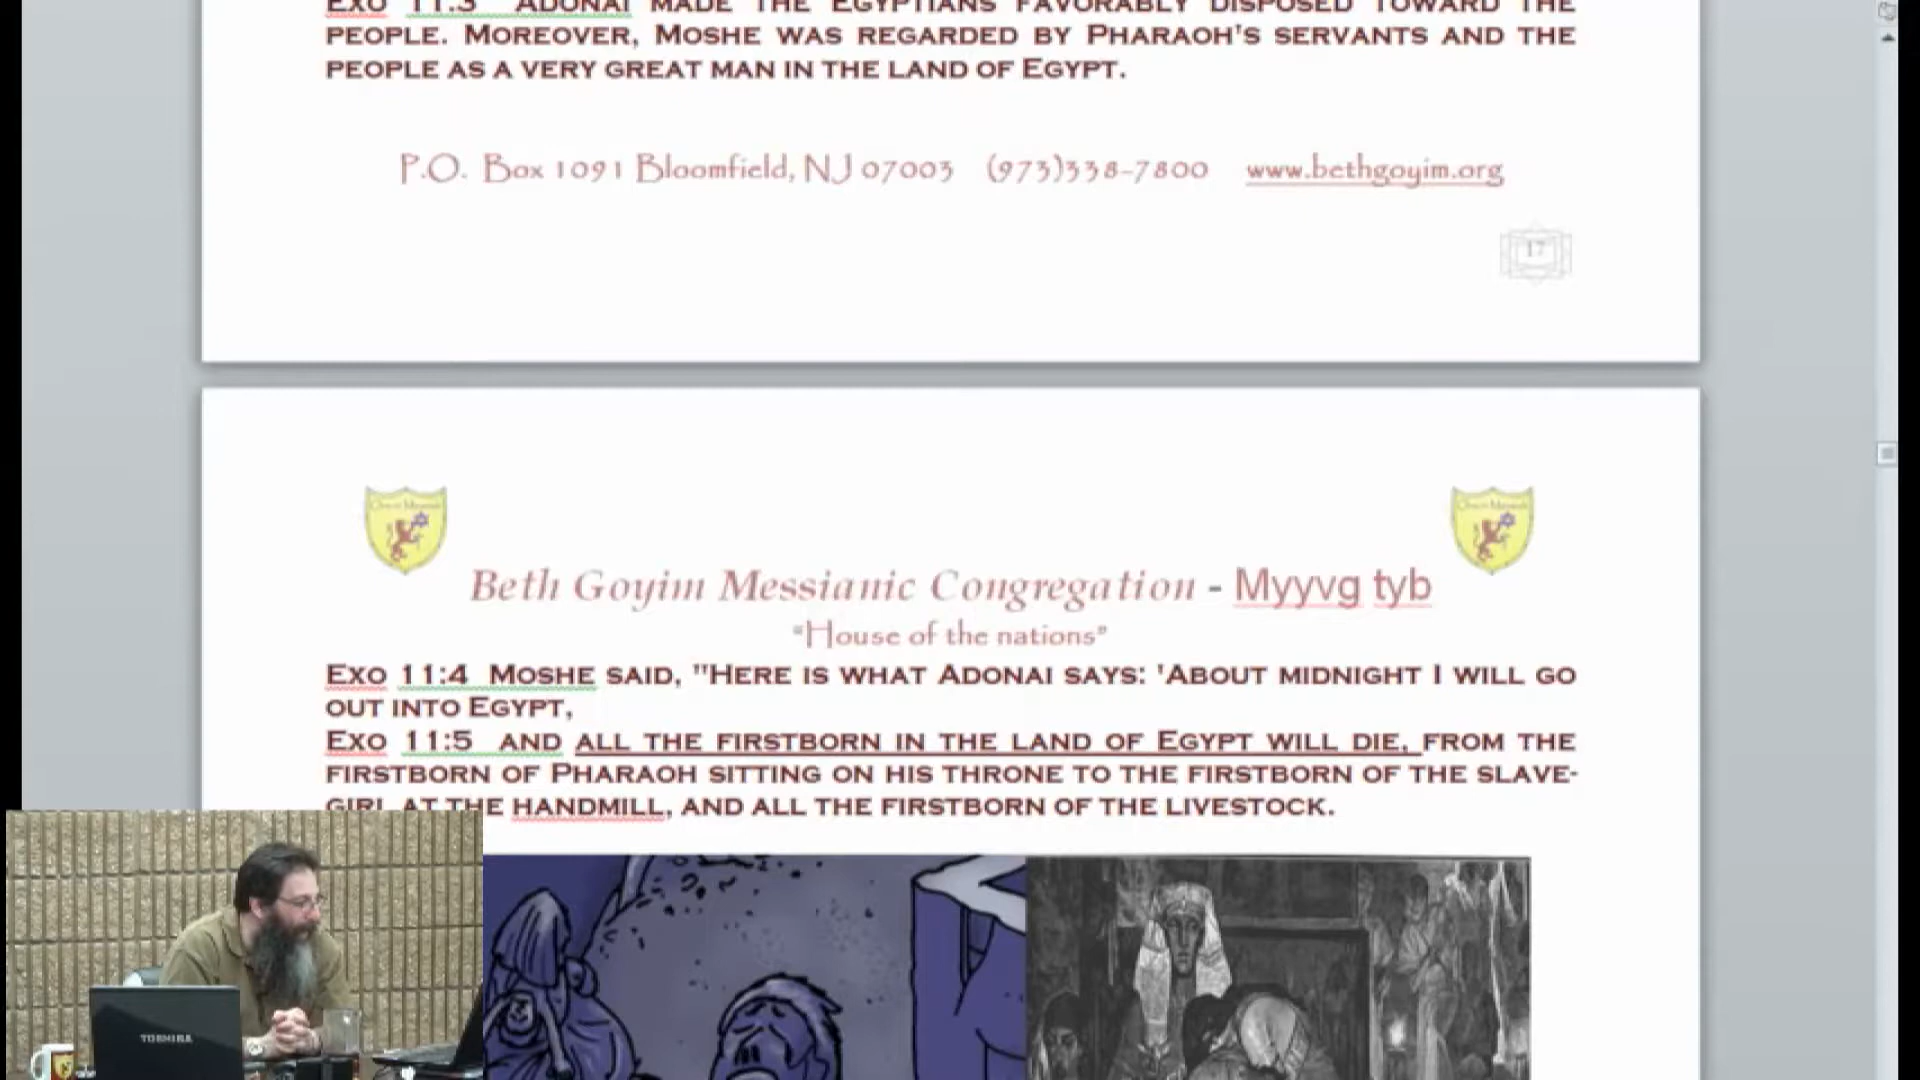 Exo 11:3 Adonai made the Egyptians favorably disposed toward the
people. Moreover, Moshe was regarded by Pharaoh's servants and the
people as a very great man in the land of Egypt.
P.O. Box 1091 Bloomfield, NJ 07003 (973)338-7800 www.bethgoyim.org
17
Beth Goyim Messianic Congregation - Myyvg tyb
“House of the nations”
Exo 11:4 Moshe said, "Here is what Adonai says: 'About midnight I will go
out into Egypt,
Exo 11:5 and all the firstborn in the land of Egypt will die, from the
firstborn of Pharaoh sitting on his throne to the firstborn of the slave-
girl at the handmill, and all the firstborn of the livestock.
TOSHIBA